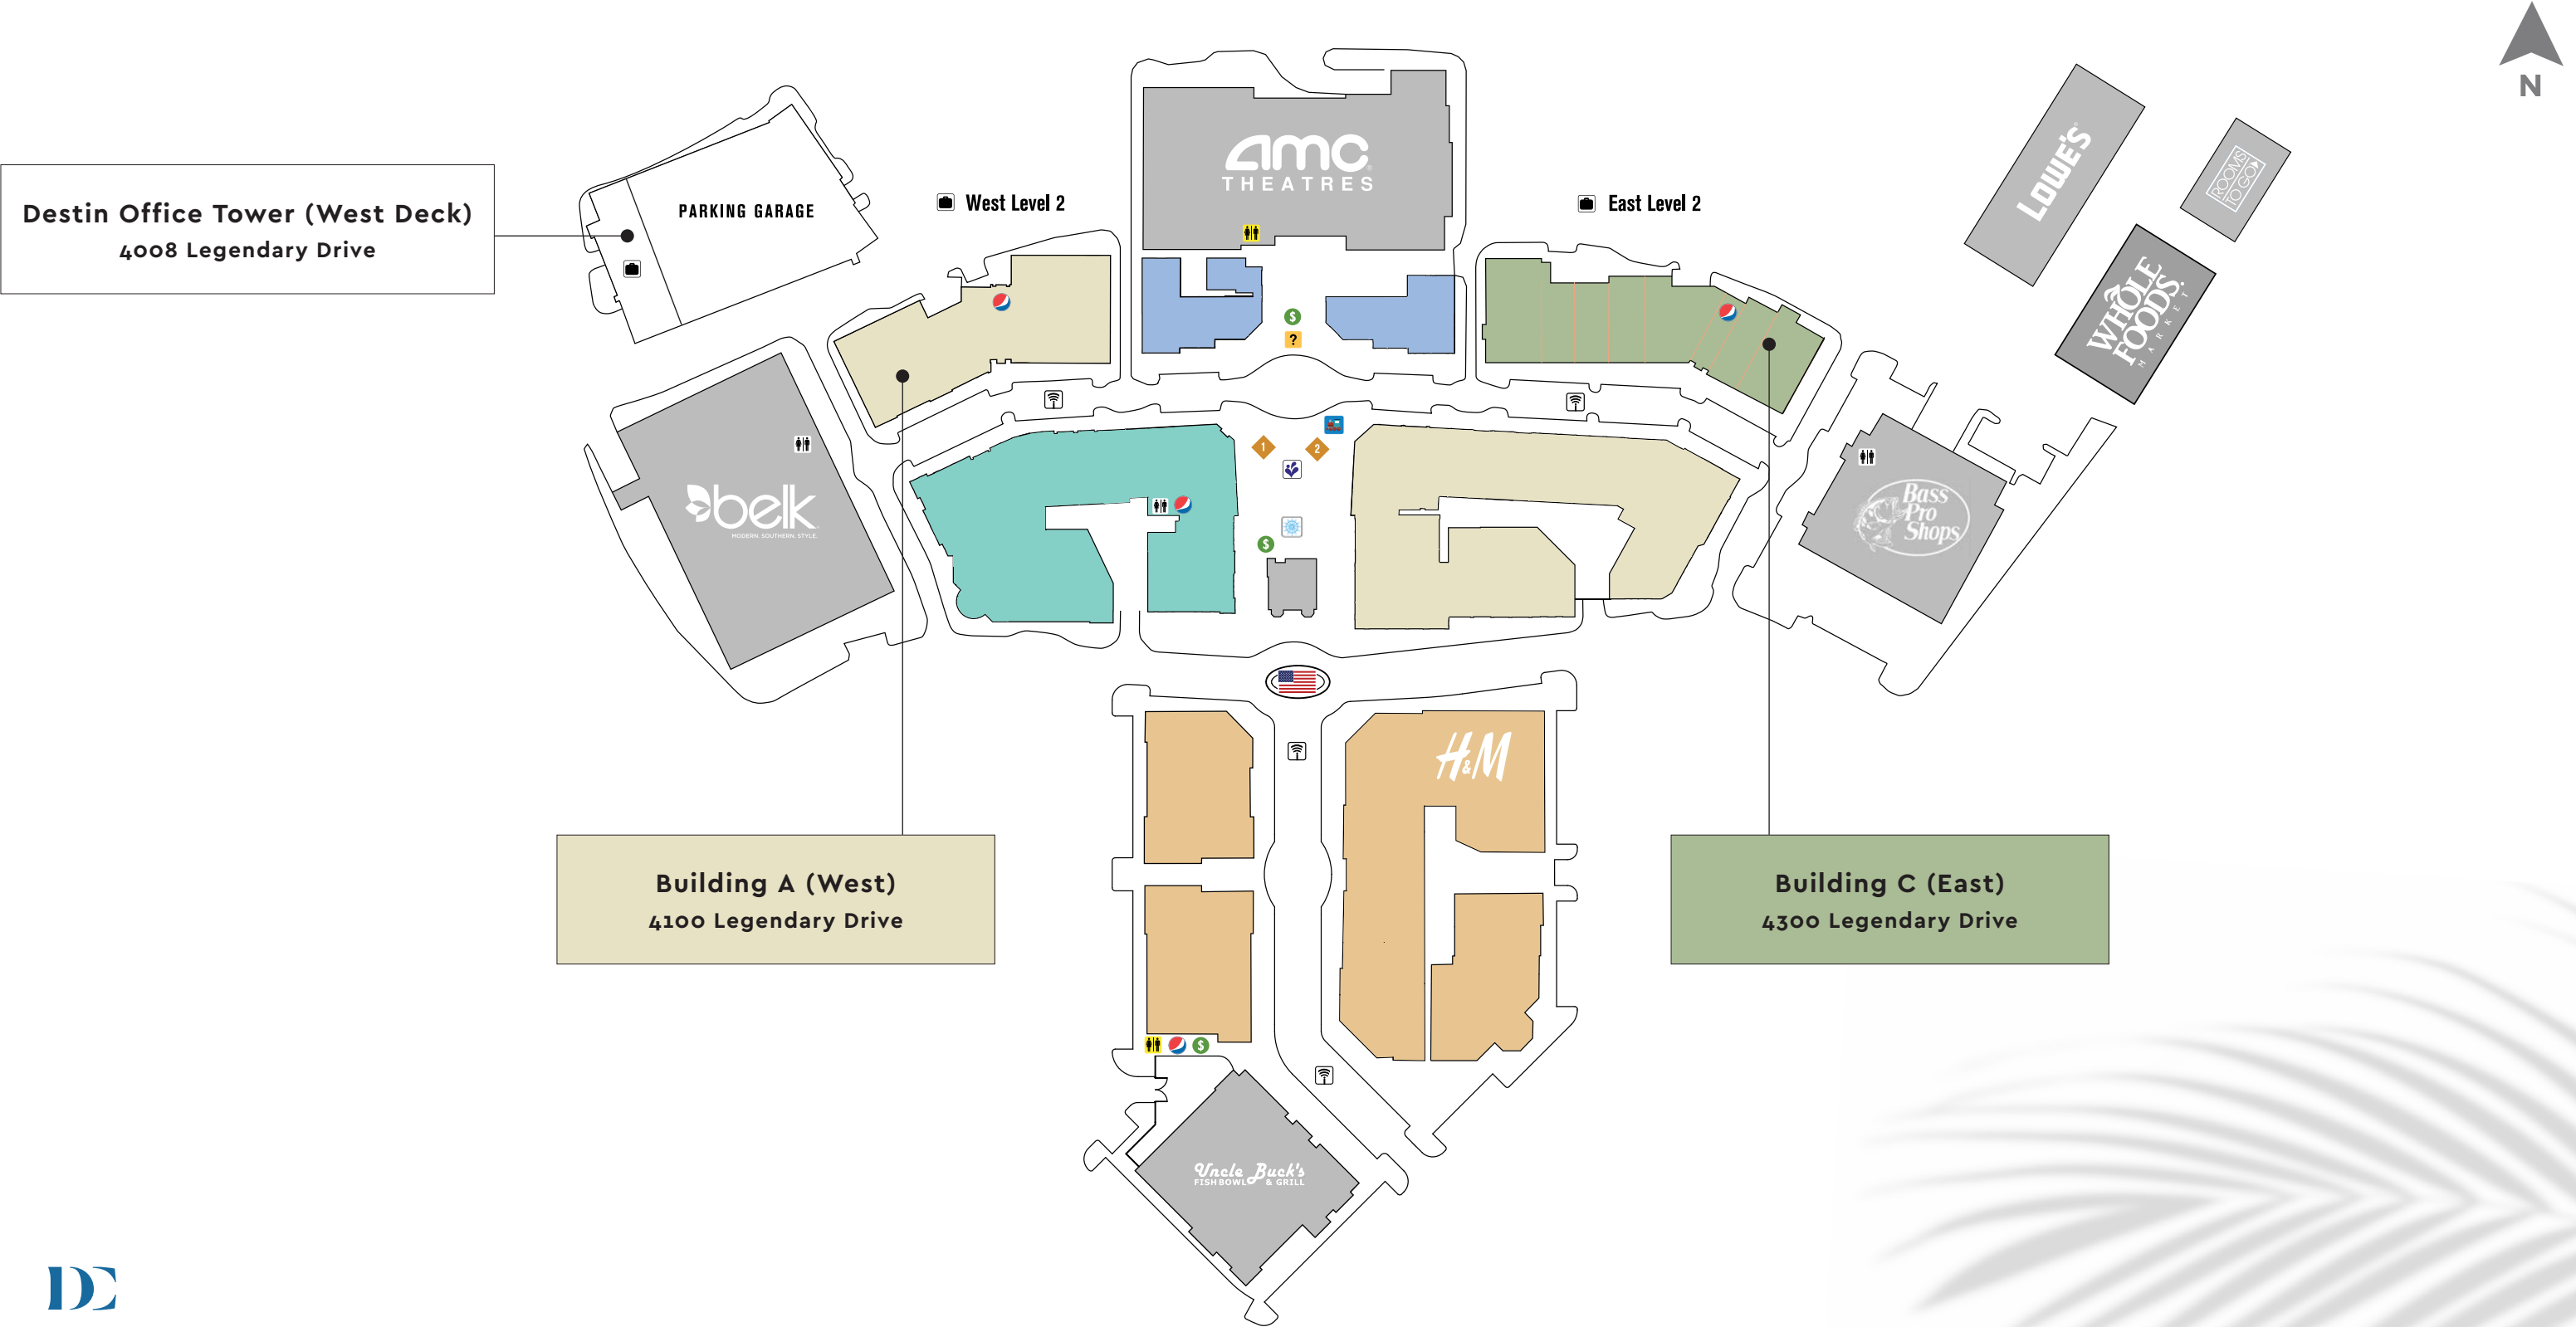 N
AMC
THEATRES
LOWE'S
ROOMS
TO GO
WHOLE
FOODS
MARKET
Destin Office Tower (West Deck)
4008 Legendary Drive
PARKING GARAGE
West Level 2
East Level 2
$
?
1
2
belk
MODERN. SOUTHERN. STYLE.
$
Bass
Pro
Shops
H&M
Building A (West)
4100 Legendary Drive
Building C (East)
4300 Legendary Drive
$
Uncle Buck's
FISH BOWL & GRILL
DC